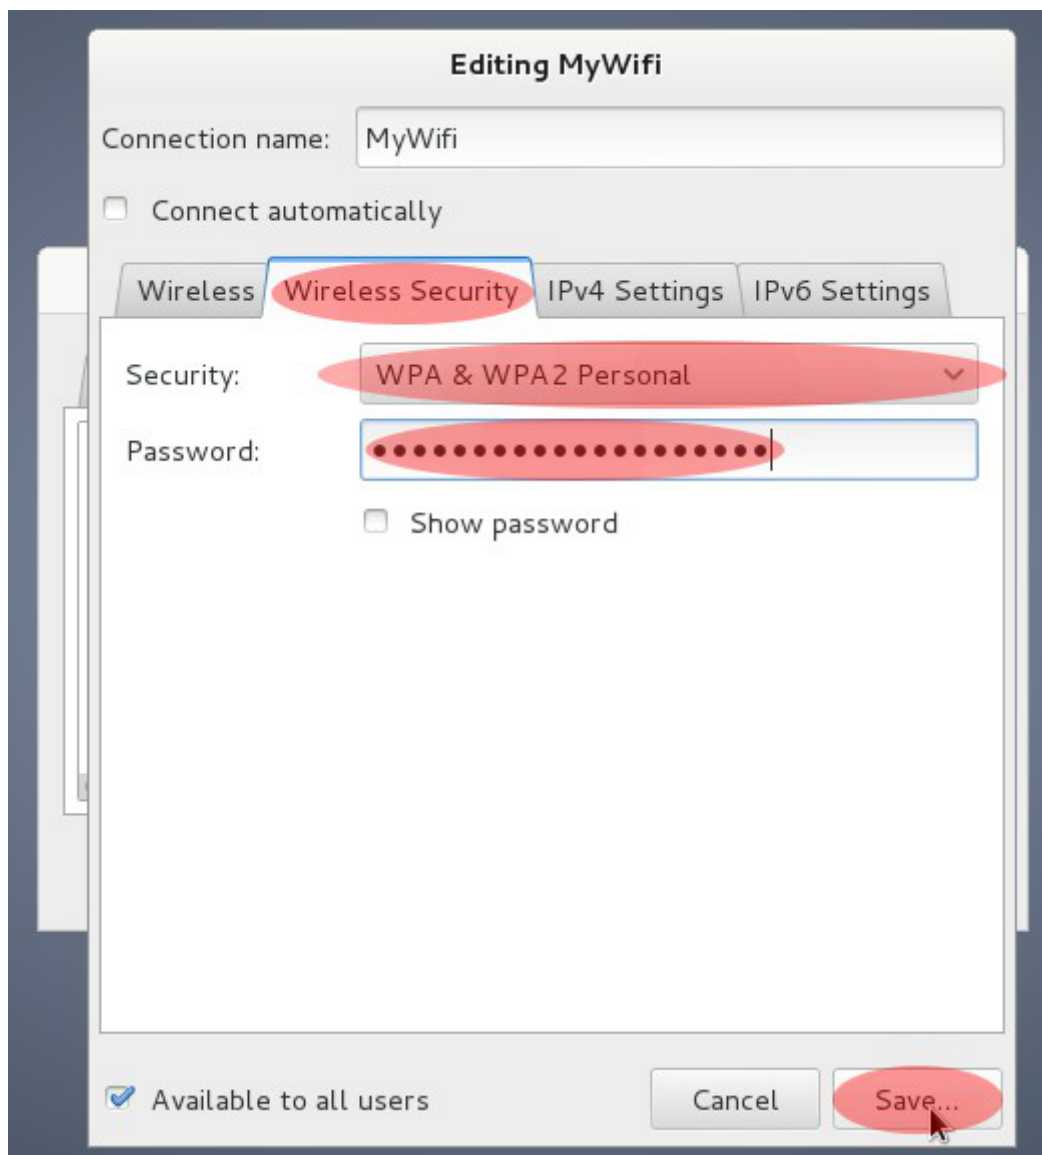 Editing MyWifi
Connection name: MyWifi
Connect automatically
Wireless Wireless Security IPv4 Settings IPv6 Settings
Security: WPA & WPA2 Personal
Password: ••••••••••••••••••••
Show password
Available to all users Cancel Save...